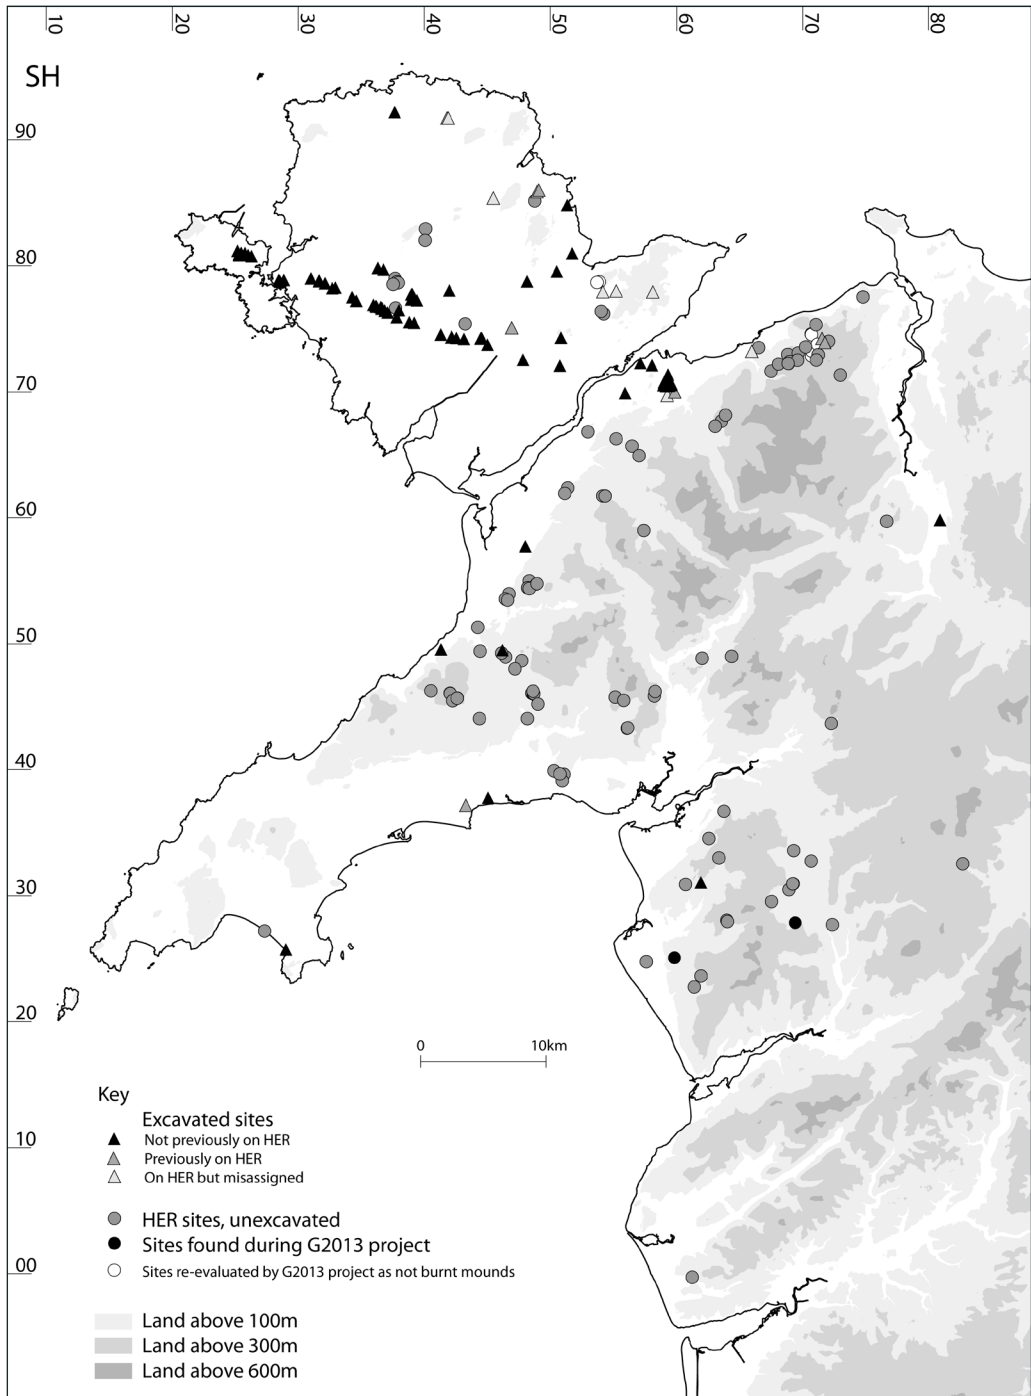 10
20
30
40
50
60
70
80
SH
90
80
70
60
50
40
30
20
10
00
0 10km
Key
Excavated sites
Not previously on HER
Previously on HER
On HER but misassigned
HER sites, unexcavated
Sites found during G2013 project
Sites re-evaluated by G2013 project as not burnt mounds
Land above 100m
Land above 300m
Land above 600m